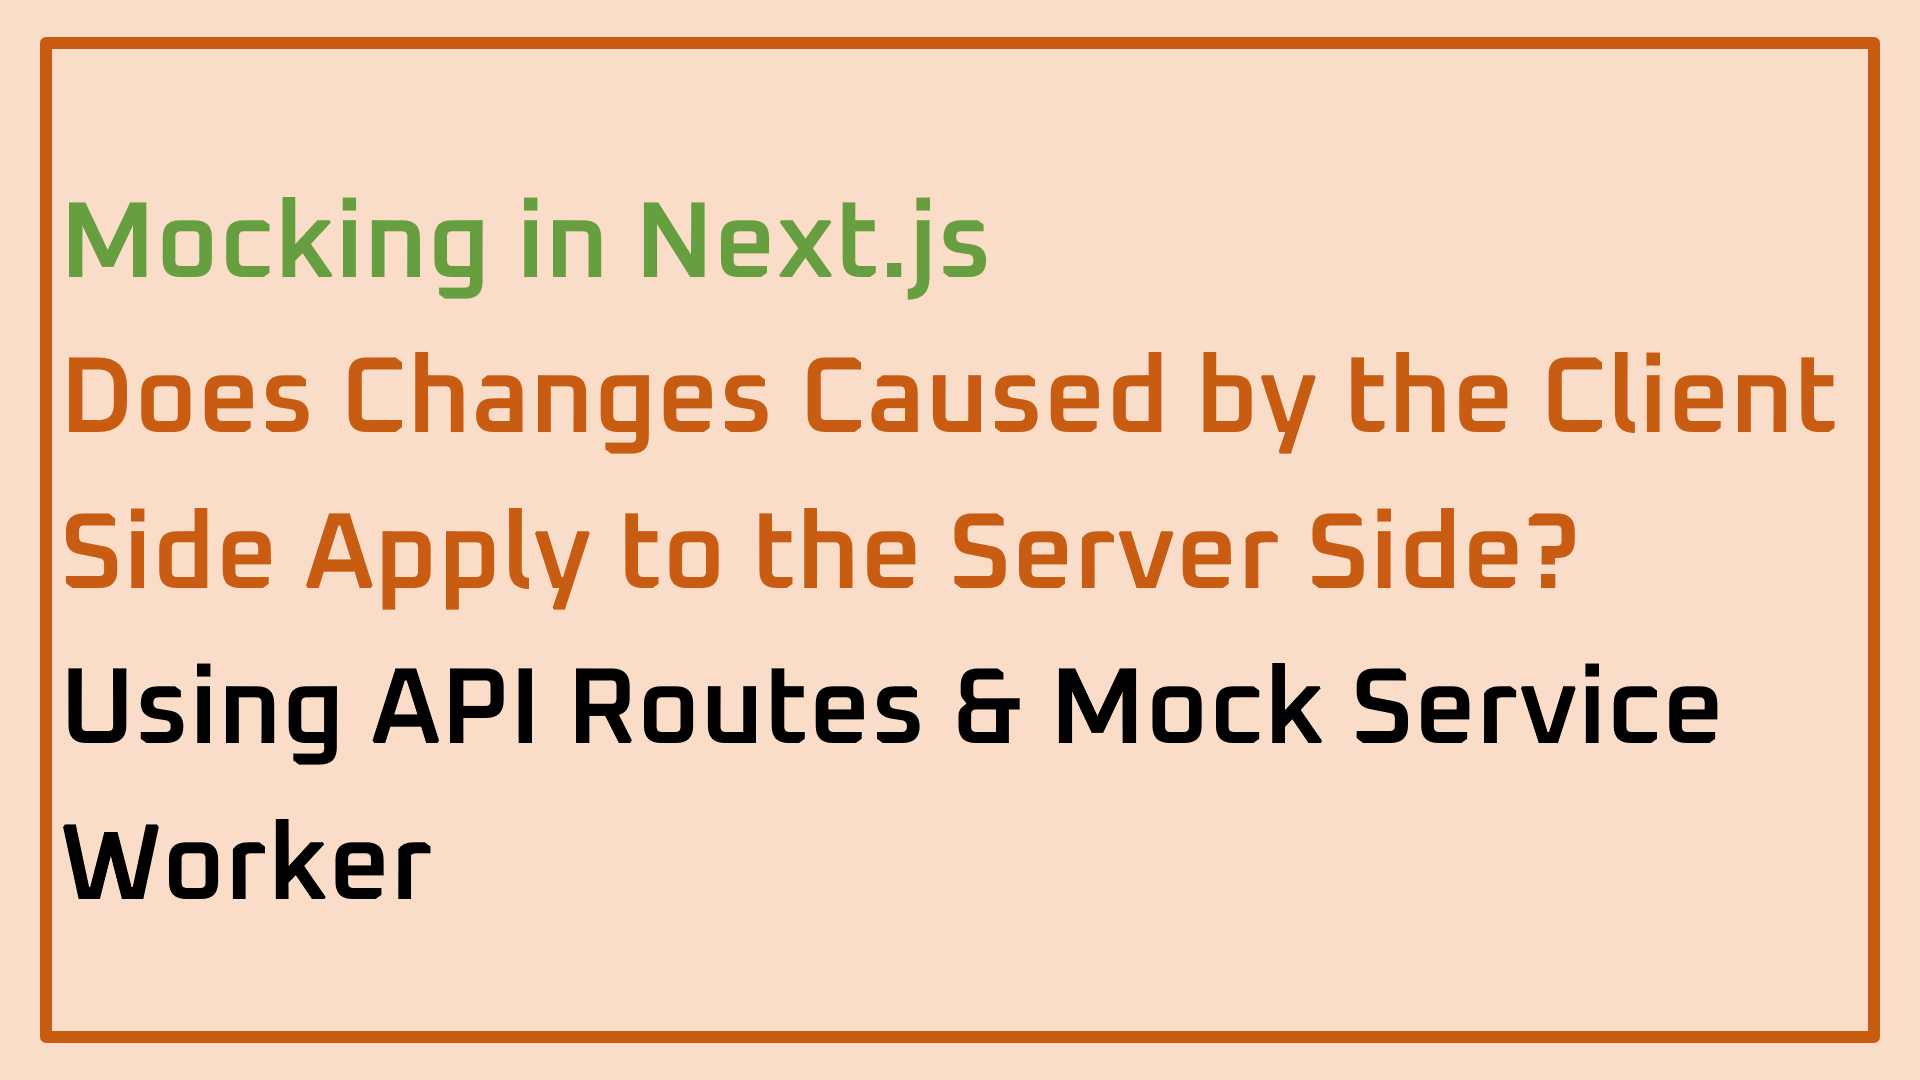 Mocking in Next.js
Does Changes Caused by the Client
Side Apply to the Server Side?
Using API Routes & Mock Service
Worker